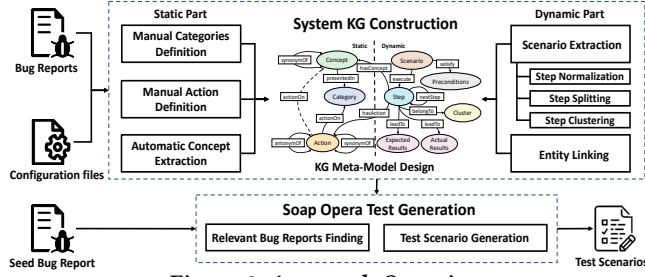 Static Part
System KG Construction
Dynamic Part
Bug Reports
Configuration files
Manual Categories
Definition
Manual Action
Definition
Automatic Concept
Extraction
Static
Dynamic
synonymOf
Concept
hasConcept
Scenario
satisfy
Preconditions
presentedIn
execute
actionOn
Category
Step
nextStep
belongTo
Cluster
actionOn
hasAction
leadTo
leadTo
antonymOf
Action
synonymOf
Expected
Results
Actual
Results
KG Meta-Model Design
Scenario Extraction
Step Normalization
Step Splitting
Step Clustering
Entity Linking
Soap Opera Test Generation
Seed Bug Report
Relevant Bug Reports Finding
Test Scenario Generation
Test Scenarios